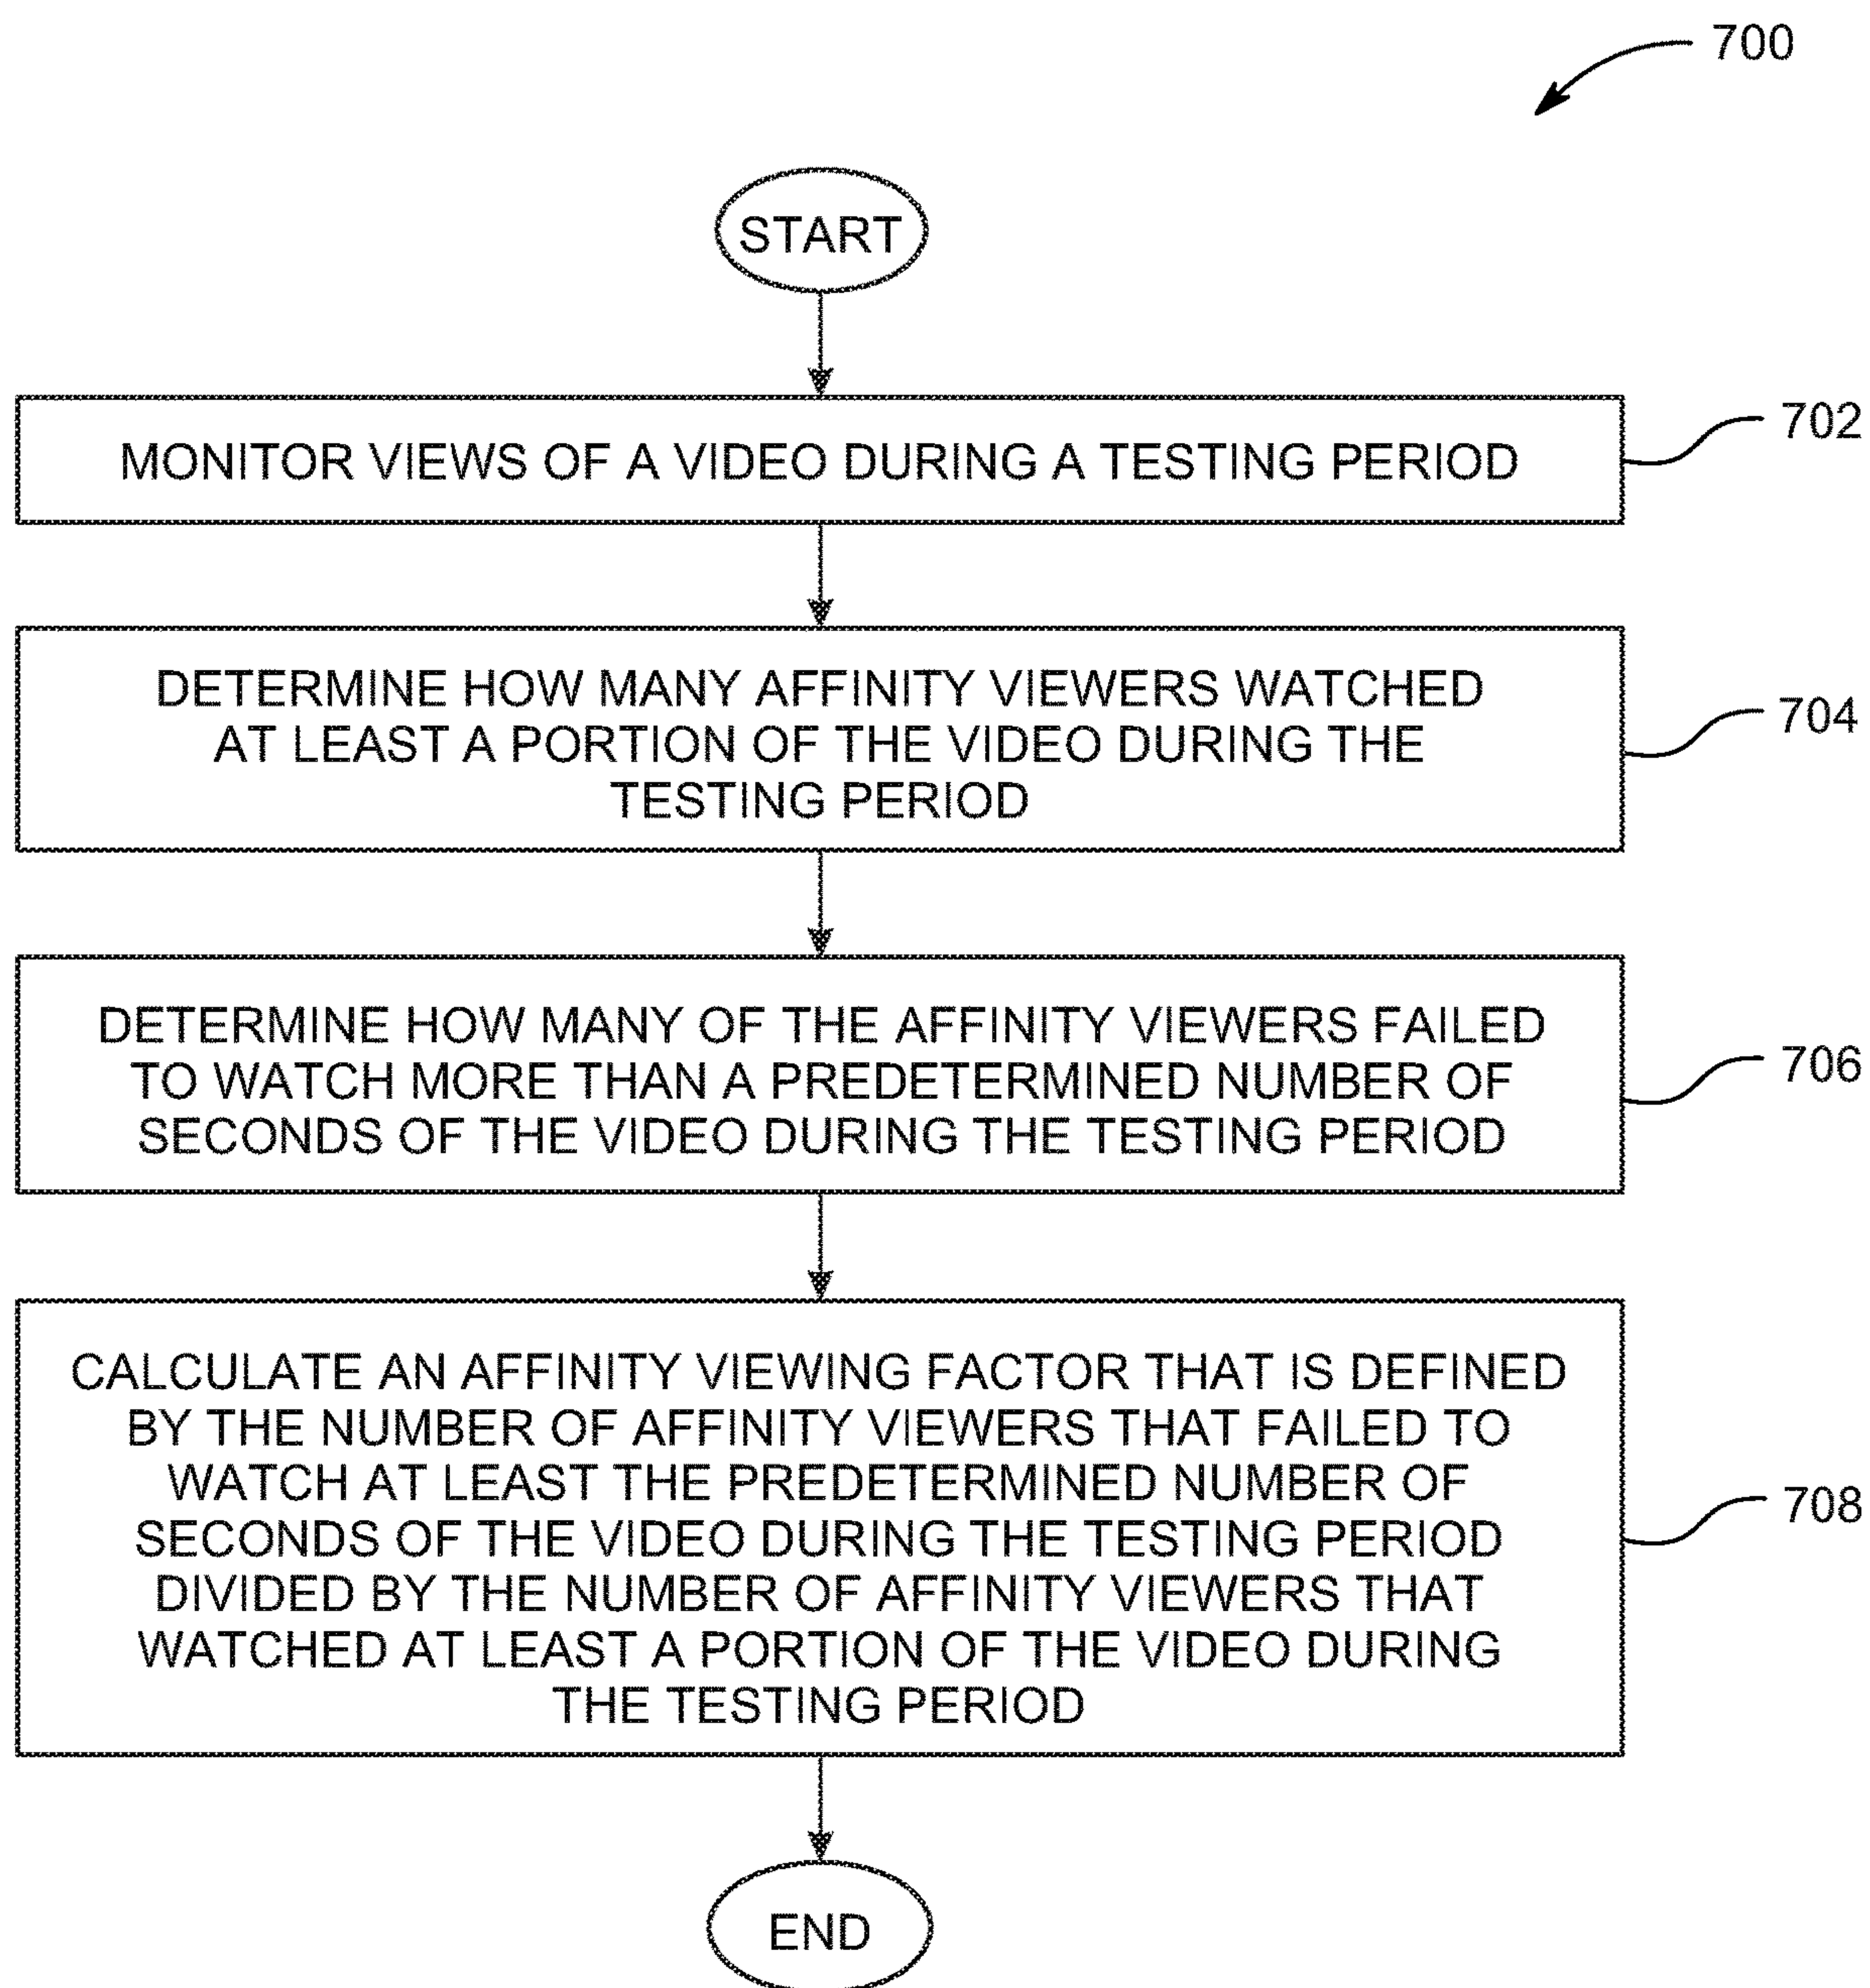 700
START
MONITOR VIEWS OF A VIDEO DURING A TESTING PERIOD
702
DETERMINE HOW MANY AFFINITY VIEWERS WATCHED
AT LEAST A PORTION OF THE VIDEO DURING THE
TESTING PERIOD
704
DETERMINE HOW MANY OF THE AFFINITY VIEWERS FAILED
TO WATCH MORE THAN A PREDETERMINED NUMBER OF
SECONDS OF THE VIDEO DURING THE TESTING PERIOD
706
CALCULATE AN AFFINITY VIEWING FACTOR THAT IS DEFINED
BY THE NUMBER OF AFFINITY VIEWERS THAT FAILED TO
WATCH AT LEAST THE PREDETERMINED NUMBER OF
SECONDS OF THE VIDEO DURING THE TESTING PERIOD
DIVIDED BY THE NUMBER OF AFFINITY VIEWERS THAT
WATCHED AT LEAST A PORTION OF THE VIDEO DURING
THE TESTING PERIOD
708
END